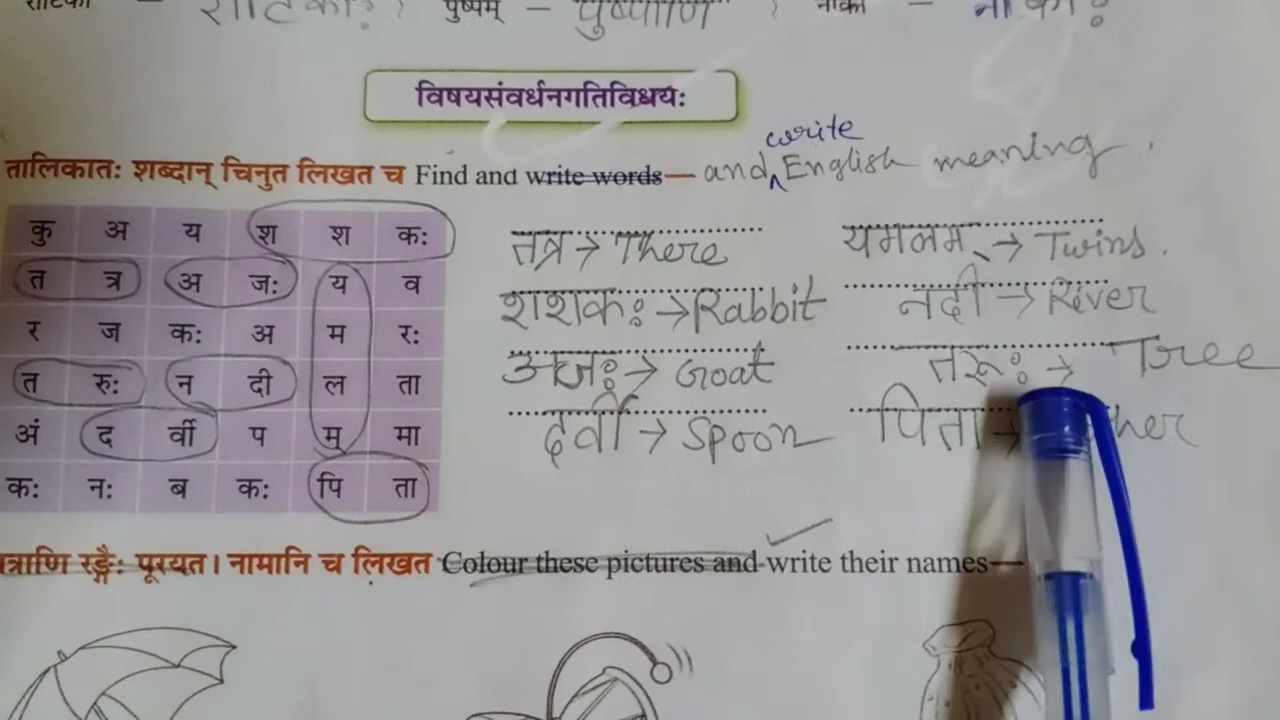 पुष्पम् –
विषयसंवर्धनगतिविधयः
write
तालिकातः शब्दान् चिनुत लिखत च Find and write words— and English meaning.
कु अ य श श कः
त त्र अ जः य व
र ज कः अ म रः
त रुः न दी ल ता
अं द र्वी प म् मा
कः नः ब कः पि ता
तत्र → There यमलम् → Twins.
शशकः → Rabbit नदी → River
अजः → Goat तरूः → Tree
दर्वी → Spoon पिता →
रङ्गैः पूरयत। नामानि च लिखत Colour these pictures and write their names—